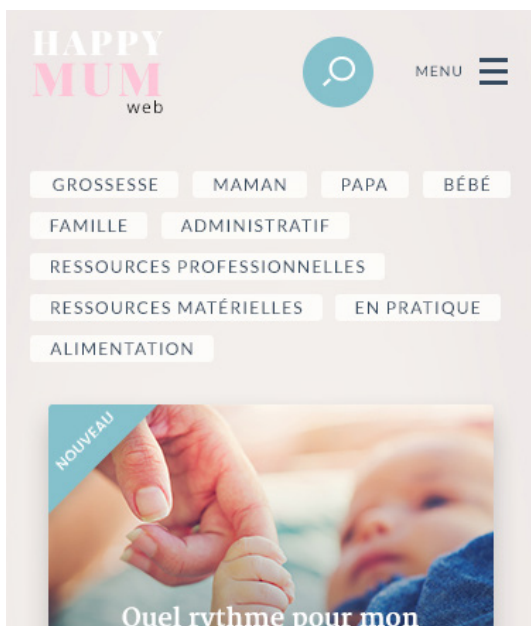 HAPPY
MUM
web
MENU
GROSSESSE MAMAN PAPA BÉBÉ
FAMILLE ADMINISTRATIF
RESSOURCES PROFESSIONNELLES
RESSOURCES MATÉRIELLES EN PRATIQUE
ALIMENTATION
NOUVEAU
Quel rythme pour mon